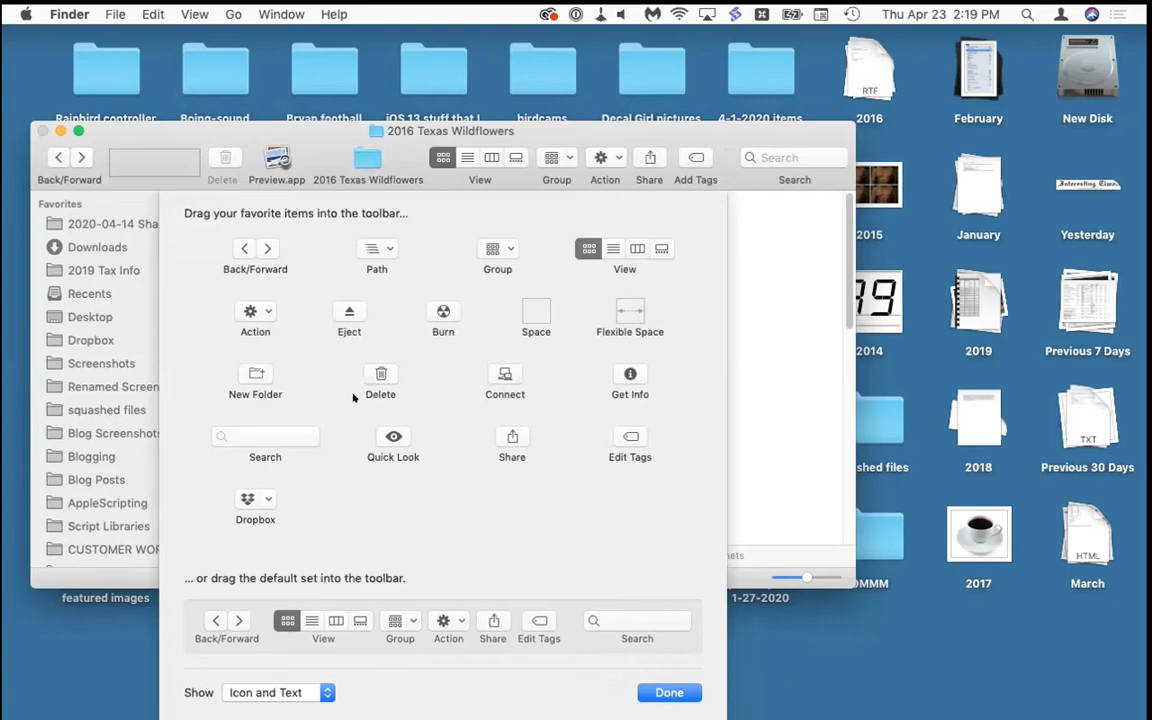 Finder File Edit View Go Window Help Thu Apr 23 2:19 PM
Rainbird controller Boing-sound Bryan football iOS 13 stuff that I birdcams Decal Girl pictures 4-1-2020 items 2016 February New Disk
RTF
2016 Texas Wildflowers
Search
Back/Forward Delete Preview.app 2016 Texas Wildflowers View Group Action Share Add Tags Search
Favorites
2020-04-14 Sha
Downloads
2019 Tax Info
Recents
Desktop
Dropbox
Screenshots
Renamed Screen
squashed files
Blog Screenshots
Blogging
Blog Posts
AppleScripting
Script Libraries
CUSTOMER WOR
Drag your favorite items into the toolbar...
Back/Forward Path Group View
Action Eject Burn Space Flexible Space
New Folder Delete Connect Get Info
Search Quick Look Share Edit Tags
Dropbox
... or drag the default set into the toolbar.
Back/Forward View Group Action Share Edit Tags Search
Show Icon and Text Done
Interesting Times
2015 January Yesterday
2014 2019 Previous 7 Days
TXT
shed files 2018 Previous 30 Days
HTML
OMMM 2017 March
featured images 1-27-2020